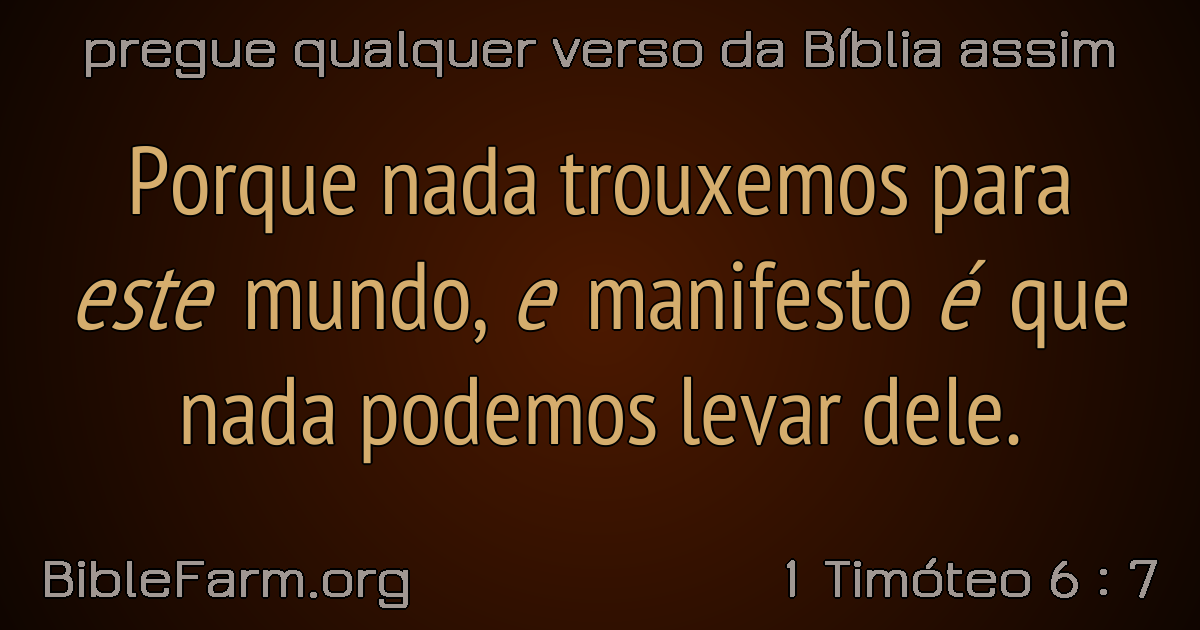 pregue qualquer verso da Bíblia assim
Porque nada trouxemos para
este mundo, e manifesto é que
nada podemos levar dele.
BibleFarm.org
1 Timóteo 6 : 7